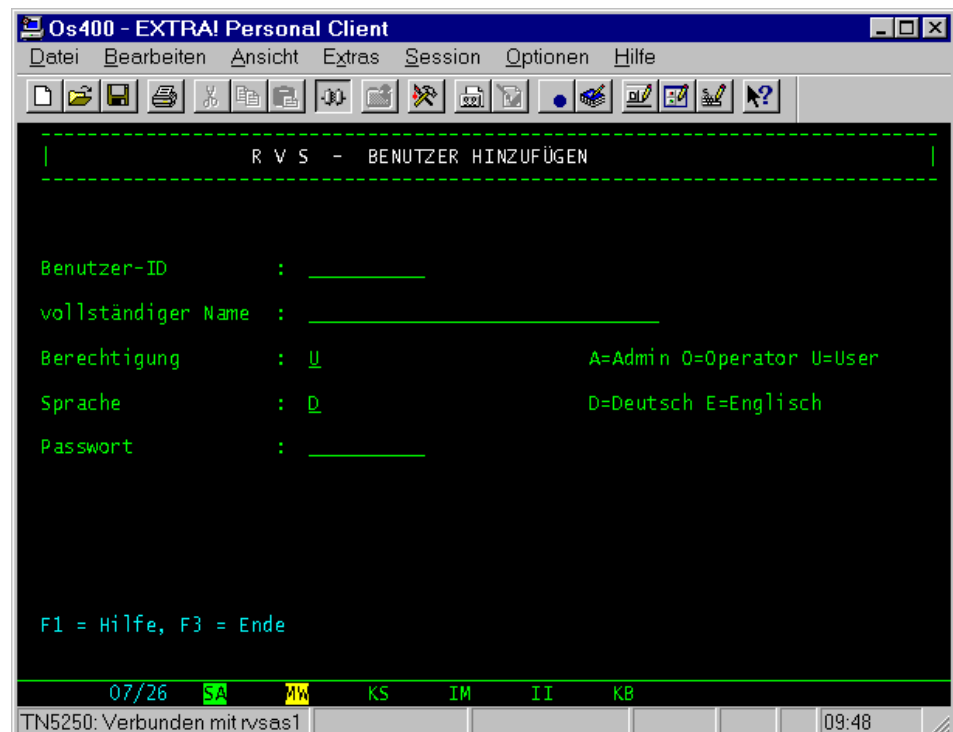 Os400 - EXTRA! Personal Client
Datei Bearbeiten Ansicht Extras Session Optionen Hilfe
R V S - BENUTZER HINZUFÜGEN
Benutzer-ID :
vollständiger Name :
Berechtigung : U A=Admin O=Operator U=User
Sprache : D D=Deutsch E=Englisch
Passwort :
F1 = Hilfe, F3 = Ende
07/26 SA MW KS IM II KB
TN5250: Verbunden mit rvsas1 09:48